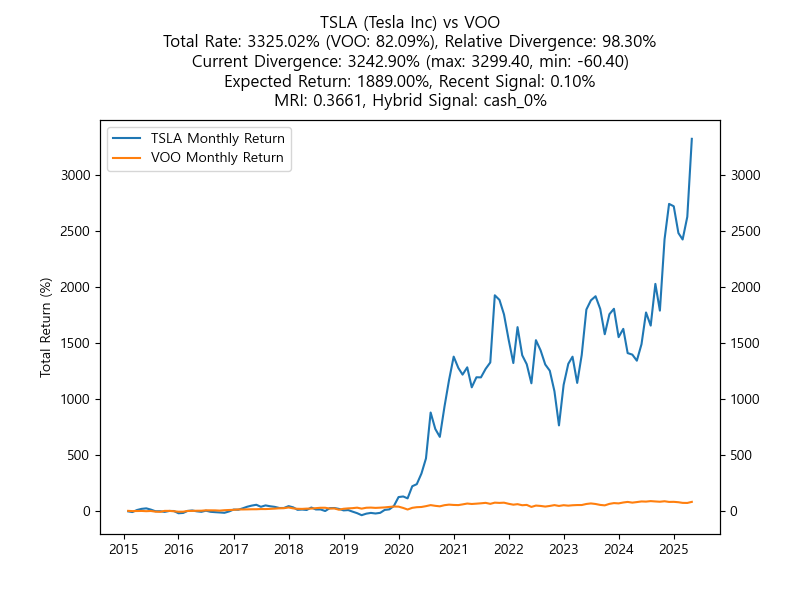 TSLA (Tesla Inc) vs VOO
Total Rate: 3325.02% (VOO: 82.09%), Relative Divergence: 98.30%
Current Divergence: 3242.90% (max: 3299.40, min: -60.40)
Expected Return: 1889.00%, Recent Signal: 0.10%
MRI: 0.3661, Hybrid Signal: cash_0%
TSLA Monthly Return
VOO Monthly Return
Total Return (%)
3000
2500
2000
1500
1000
500
0
3000
2500
2000
1500
1000
500
0
2015 2016 2017 2018 2019 2020 2021 2022 2023 2024 2025